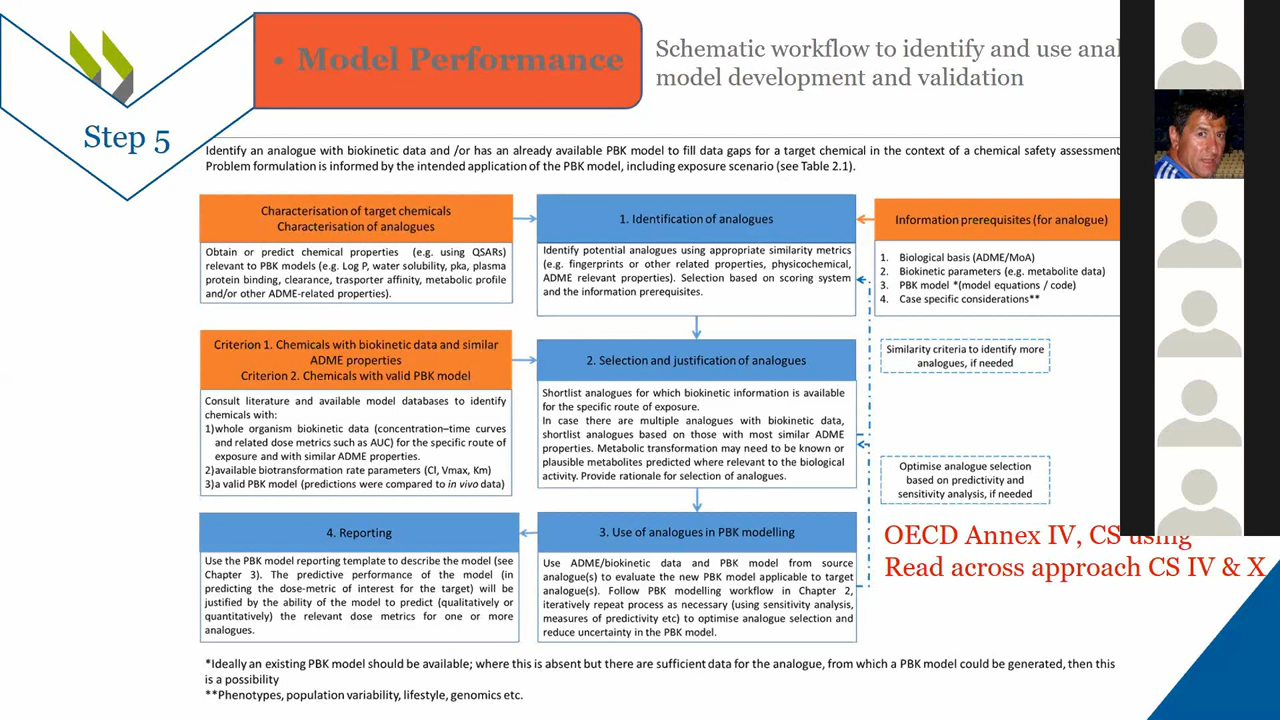 Step 5
• Model Performance
Schematic workflow to identify and use
model development and validation
Identify an analogue with biokinetic data and /or has an already available PBK model to fill data gaps for a target chemical in the context of a chemical safety assessment
Problem formulation is informed by the intended application of the PBK model, including exposure scenario (see Table 2.1).
Characterisation of target chemicals
Characterisation of analogues
Obtain or predict chemical properties (e.g. using QSARs)
relevant to PBK models (e.g. Log P, water solubility, pka, plasma
protein binding, clearance, trasporter affinity, metabolic profile
and/or other ADME-related properties).
1. Identification of analogues
Identify potential analogues using appropriate similarity metrics
(e.g. fingerprints or other related properties, physicochemical,
ADME relevant properties). Selection based on scoring system
and the information prerequisites.
Information prerequisites (for analogue)
1. Biological basis (ADME/MoA)
2. Biokinetic parameters (e.g. metabolite data)
3. PBK model *(model equations / code)
4. Case specific considerations**
Similarity criteria to identify more
analogues, if needed
Criterion 1. Chemicals with biokinetic data and similar
ADME properties
Criterion 2. Chemicals with valid PBK model
Consult literature and available model databases to identify
chemicals with:
1)whole organism biokinetic data (concentration–time curves
and related dose metrics such as AUC) for the specific route of
exposure and with similar ADME properties.
2)available biotransformation rate parameters (Cl, Vmax, Km)
3)a valid PBK model (predictions were compared to in vivo data)
2. Selection and justification of analogues
Shortlist analogues for which biokinetic information is available
for the specific route of exposure.
In case there are multiple analogues with biokinetic data,
shortlist analogues based on those with most similar ADME
properties. Metabolic transformation may need to be known or
plausible metabolites predicted where relevant to the biological
activity. Provide rationale for selection of analogues.
Optimise analogue selection
based on predictivity and
sensitivity analysis, if needed
4. Reporting
Use the PBK model reporting template to describe the model (see
Chapter 3). The predictive performance of the model (in
predicting the dose-metric of interest for the target) will be
justified by the ability of the model to predict (qualitatively or
quantitatively) the relevant dose metrics for one or more
analogues.
3. Use of analogues in PBK modelling
Use ADME/biokinetic data and PBK model from source
analogue(s) to evaluate the new PBK model applicable to target
analogue(s). Follow PBK modelling workflow in Chapter 2,
iteratively repeat process as necessary (using sensitivity analysis,
measures of predictivity etc) to optimise analogue selection and
reduce uncertainty in the PBK model.
OECD Annex IV, CS using
Read across approach CS IV & X
*Ideally an existing PBK model should be available; where this is absent but there are sufficient data for the analogue, from which a PBK model could be generated, then this
is a possibility
**Phenotypes, population variability, lifestyle, genomics etc.